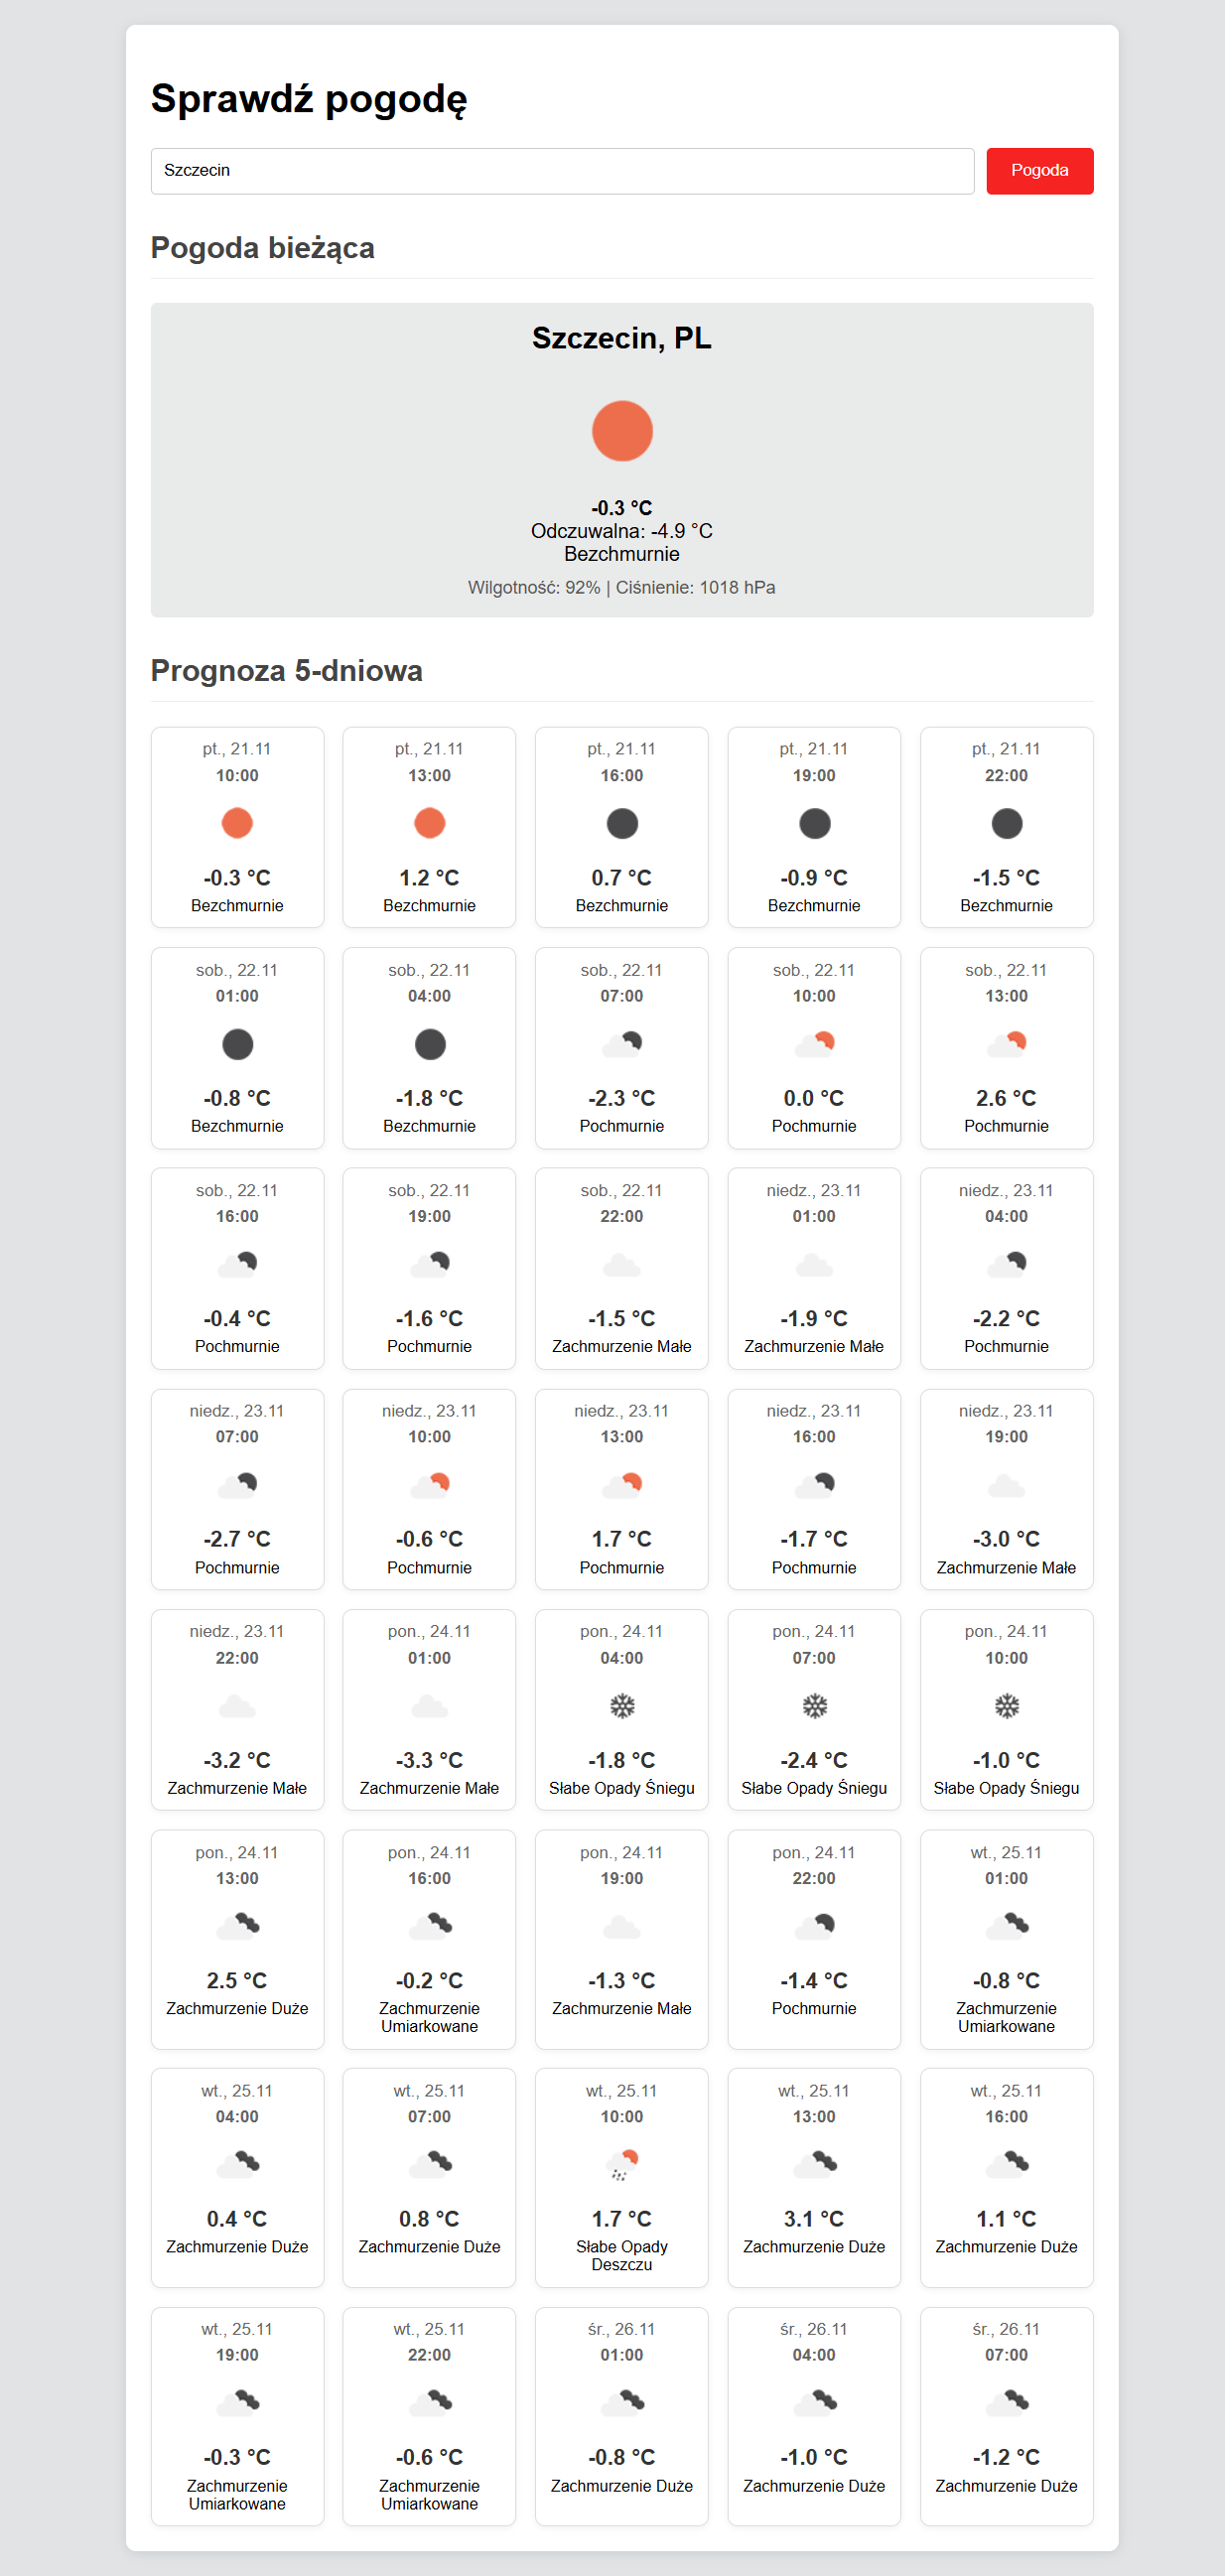 Sprawdź pogodę
Szczecin
Pogoda
Pogoda bieżąca
Szczecin, PL
-0.3 °C
Odczuwalna: -4.9 °C
Bezchmurnie
Wilgotność: 92% | Ciśnienie: 1018 hPa
Prognoza 5-dniowa
pt., 21.11
10:00
-0.3 °C
Bezchmurnie
pt., 21.11
13:00
1.2 °C
Bezchmurnie
pt., 21.11
16:00
0.7 °C
Bezchmurnie
pt., 21.11
19:00
-0.9 °C
Bezchmurnie
pt., 21.11
22:00
-1.5 °C
Bezchmurnie
sob., 22.11
01:00
-0.8 °C
Bezchmurnie
sob., 22.11
04:00
-1.8 °C
Bezchmurnie
sob., 22.11
07:00
-2.3 °C
Pochmurnie
sob., 22.11
10:00
0.0 °C
Pochmurnie
sob., 22.11
13:00
2.6 °C
Pochmurnie
sob., 22.11
16:00
-0.4 °C
Pochmurnie
sob., 22.11
19:00
-1.6 °C
Pochmurnie
sob., 22.11
22:00
-1.5 °C
Zachmurzenie Małe
niedz., 23.11
01:00
-1.9 °C
Zachmurzenie Małe
niedz., 23.11
04:00
-2.2 °C
Pochmurnie
niedz., 23.11
07:00
-2.7 °C
Pochmurnie
niedz., 23.11
10:00
-0.6 °C
Pochmurnie
niedz., 23.11
13:00
1.7 °C
Pochmurnie
niedz., 23.11
16:00
-1.7 °C
Pochmurnie
niedz., 23.11
19:00
-3.0 °C
Zachmurzenie Małe
niedz., 23.11
22:00
-3.2 °C
Zachmurzenie Małe
pon., 24.11
01:00
-3.3 °C
Zachmurzenie Małe
pon., 24.11
04:00
-1.8 °C
Słabe Opady Śniegu
pon., 24.11
07:00
-2.4 °C
Słabe Opady Śniegu
pon., 24.11
10:00
-1.0 °C
Słabe Opady Śniegu
pon., 24.11
13:00
2.5 °C
Zachmurzenie Duże
pon., 24.11
16:00
-0.2 °C
Zachmurzenie
Umiarkowane
pon., 24.11
19:00
-1.3 °C
Zachmurzenie Małe
pon., 24.11
22:00
-1.4 °C
Pochmurnie
wt., 25.11
01:00
-0.8 °C
Zachmurzenie
Umiarkowane
wt., 25.11
04:00
0.4 °C
Zachmurzenie Duże
wt., 25.11
07:00
0.8 °C
Zachmurzenie Duże
wt., 25.11
10:00
1.7 °C
Słabe Opady
Deszczu
wt., 25.11
13:00
3.1 °C
Zachmurzenie Duże
wt., 25.11
16:00
1.1 °C
Zachmurzenie Duże
wt., 25.11
19:00
-0.3 °C
Zachmurzenie
Umiarkowane
wt., 25.11
22:00
-0.6 °C
Zachmurzenie
Umiarkowane
śr., 26.11
01:00
-0.8 °C
Zachmurzenie Duże
śr., 26.11
04:00
-1.0 °C
Zachmurzenie Duże
śr., 26.11
07:00
-1.2 °C
Zachmurzenie Duże